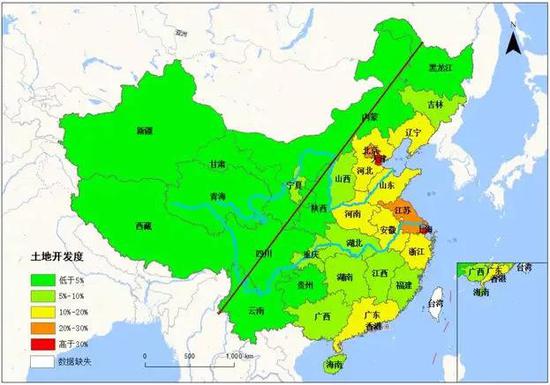 亚洲
N
黑龙江
吉林
辽宁
内蒙
新疆
甘肃
北京
天津
河北
山西
宁夏
山东
青海
陕西
河南
江苏
西藏
安徽
上海
四川
湖北
重庆
浙江
湖南
江西
贵州
福建
云南
广西
广东
台湾
香港
海南
土地开发度
低于5%
5%-10%
10%-20%
20%-30%
高于30%
数据缺失
0
500
1,000 km
台湾
广西
广东
香港
海南